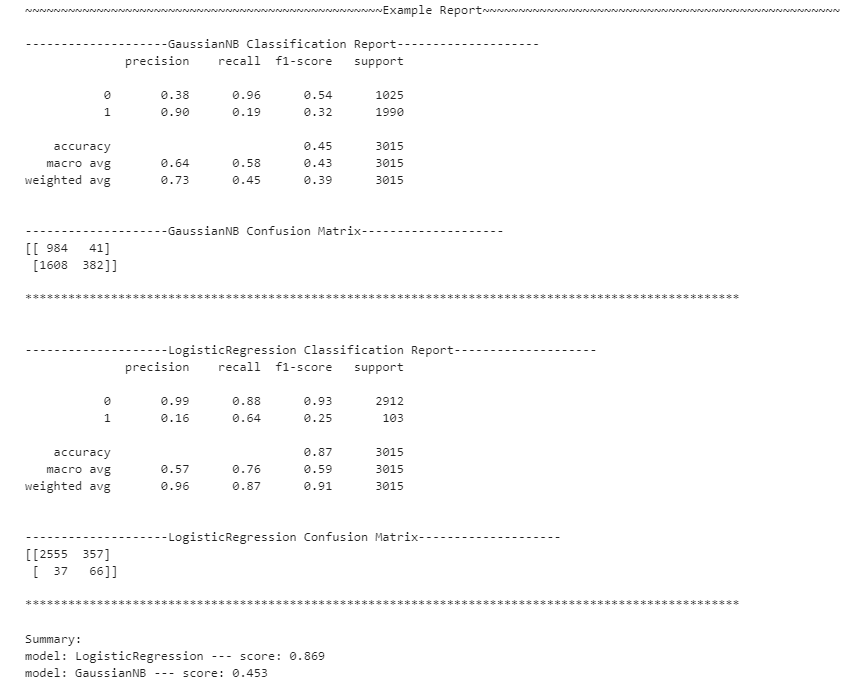 ~~~~~~~~~~~~~~~~~~~~~~~~~~~~~~~~~~~~~~~~~~~~~~~~~~Example Report~~~~~~~~~~~~~~~~~~~~~~~~~~~~~~~~~~~~~~~~~~~~~~~~~~
--------------------GaussianNB Classification Report--------------------
              precision    recall  f1-score   support
           0       0.38      0.96      0.54      1025
           1       0.90      0.19      0.32      1990
    accuracy                           0.45      3015
   macro avg       0.64      0.58      0.43      3015
weighted avg       0.73      0.45      0.39      3015
--------------------GaussianNB Confusion Matrix--------------------
[[ 984   41]
 [1608  382]]
****************************************************************************************************
--------------------LogisticRegression Classification Report--------------------
              precision    recall  f1-score   support
           0       0.99      0.88      0.93      2912
           1       0.16      0.64      0.25       103
    accuracy                           0.87      3015
   macro avg       0.57      0.76      0.59      3015
weighted avg       0.96      0.87      0.91      3015
--------------------LogisticRegression Confusion Matrix--------------------
[[2555  357]
 [  37   66]]
****************************************************************************************************
Summary:
model: LogisticRegression --- score: 0.869
model: GaussianNB --- score: 0.453